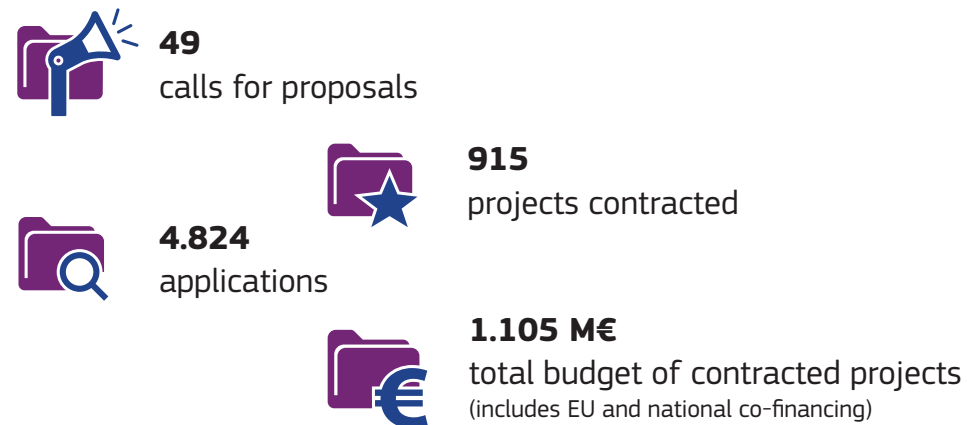 49
calls for proposals
915
projects contracted
4.824
applications
1.105 M€
total budget of contracted projects
(includes EU and national co-financing)